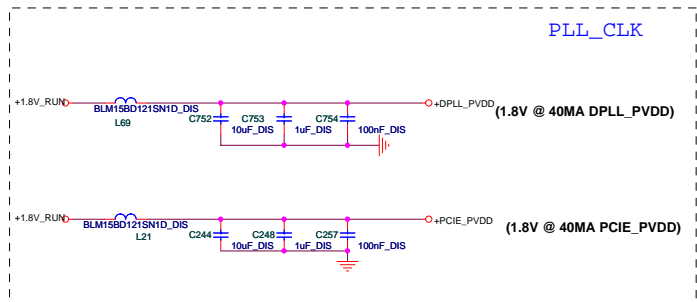 PLL_CLK
+1.8V_RUN
BLM15BD121SN1D_DIS
L69
C752
10uF_DIS
C753
1uF_DIS
C754
100nF_DIS
+DPLL_PVDD
(1.8V @ 40MA DPLL_PVDD)
+1.8V_RUN
BLM15BD121SN1D_DIS
L21
C244
10uF_DIS
C248
1uF_DIS
C257
100nF_DIS
+PCIE_PVDD
(1.8V @ 40MA PCIE_PVDD)